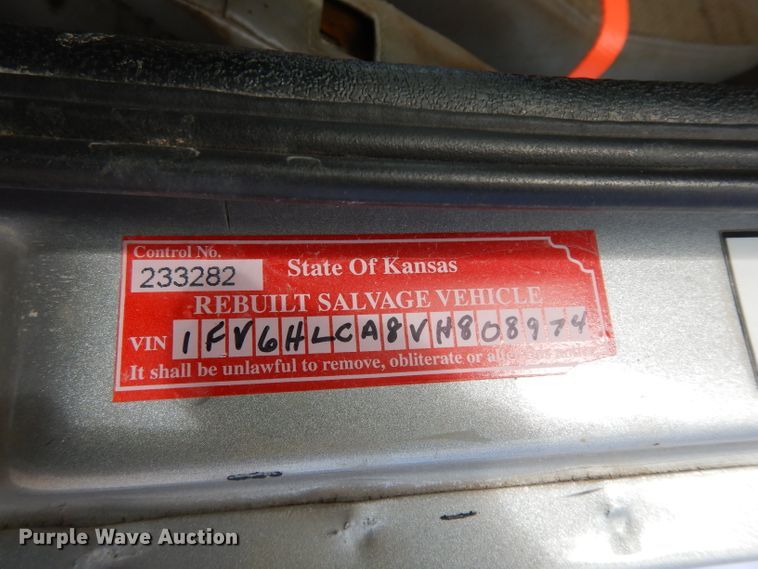 Control No.
233282
State Of Kansas
REBUILT SALVAGE VEHICLE
VIN 1FV6HLCA8VH808974
It shall be unlawful to remove, obliterate or
Purple Wave Auction